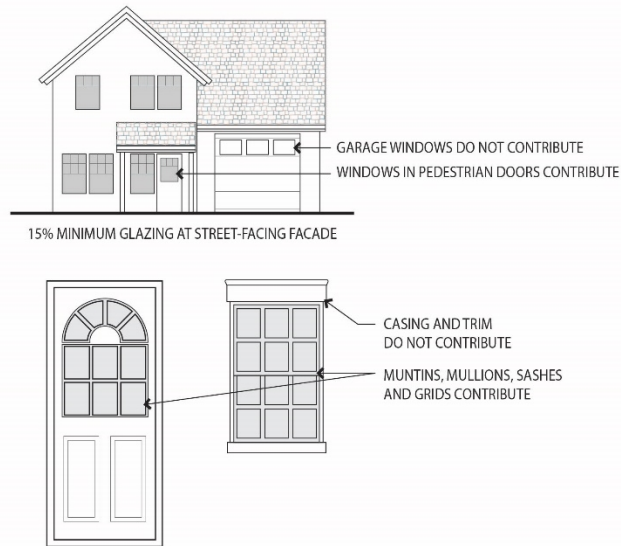 GARAGE WINDOWS DO NOT CONTRIBUTE
WINDOWS IN PEDESTRIAN DOORS CONTRIBUTE
15% MINIMUM GLAZING AT STREET-FACING FACADE
CASING AND TRIM
DO NOT CONTRIBUTE
MUNTINS, MULLIONS, SASHES
AND GRIDS CONTRIBUTE